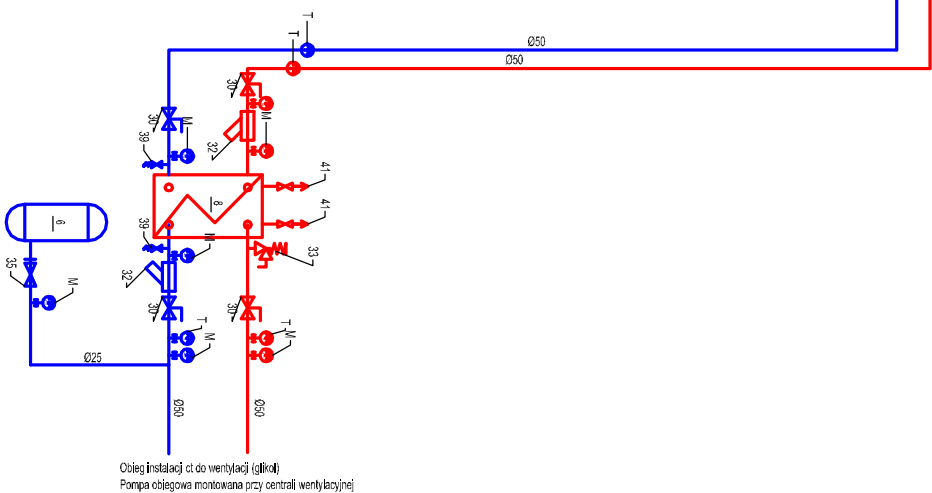 T
T
Ø50
Ø50
30
30
M
M
32
39
41
41
8
6
39
M
33
32
35
M
30
30
T
M
T
M
Ø25
Ø50
Ø50
Obieg instalacji ct do wentylacji (glikol)
Pompa obiegowa montowana przy centrali wentylacyjnej